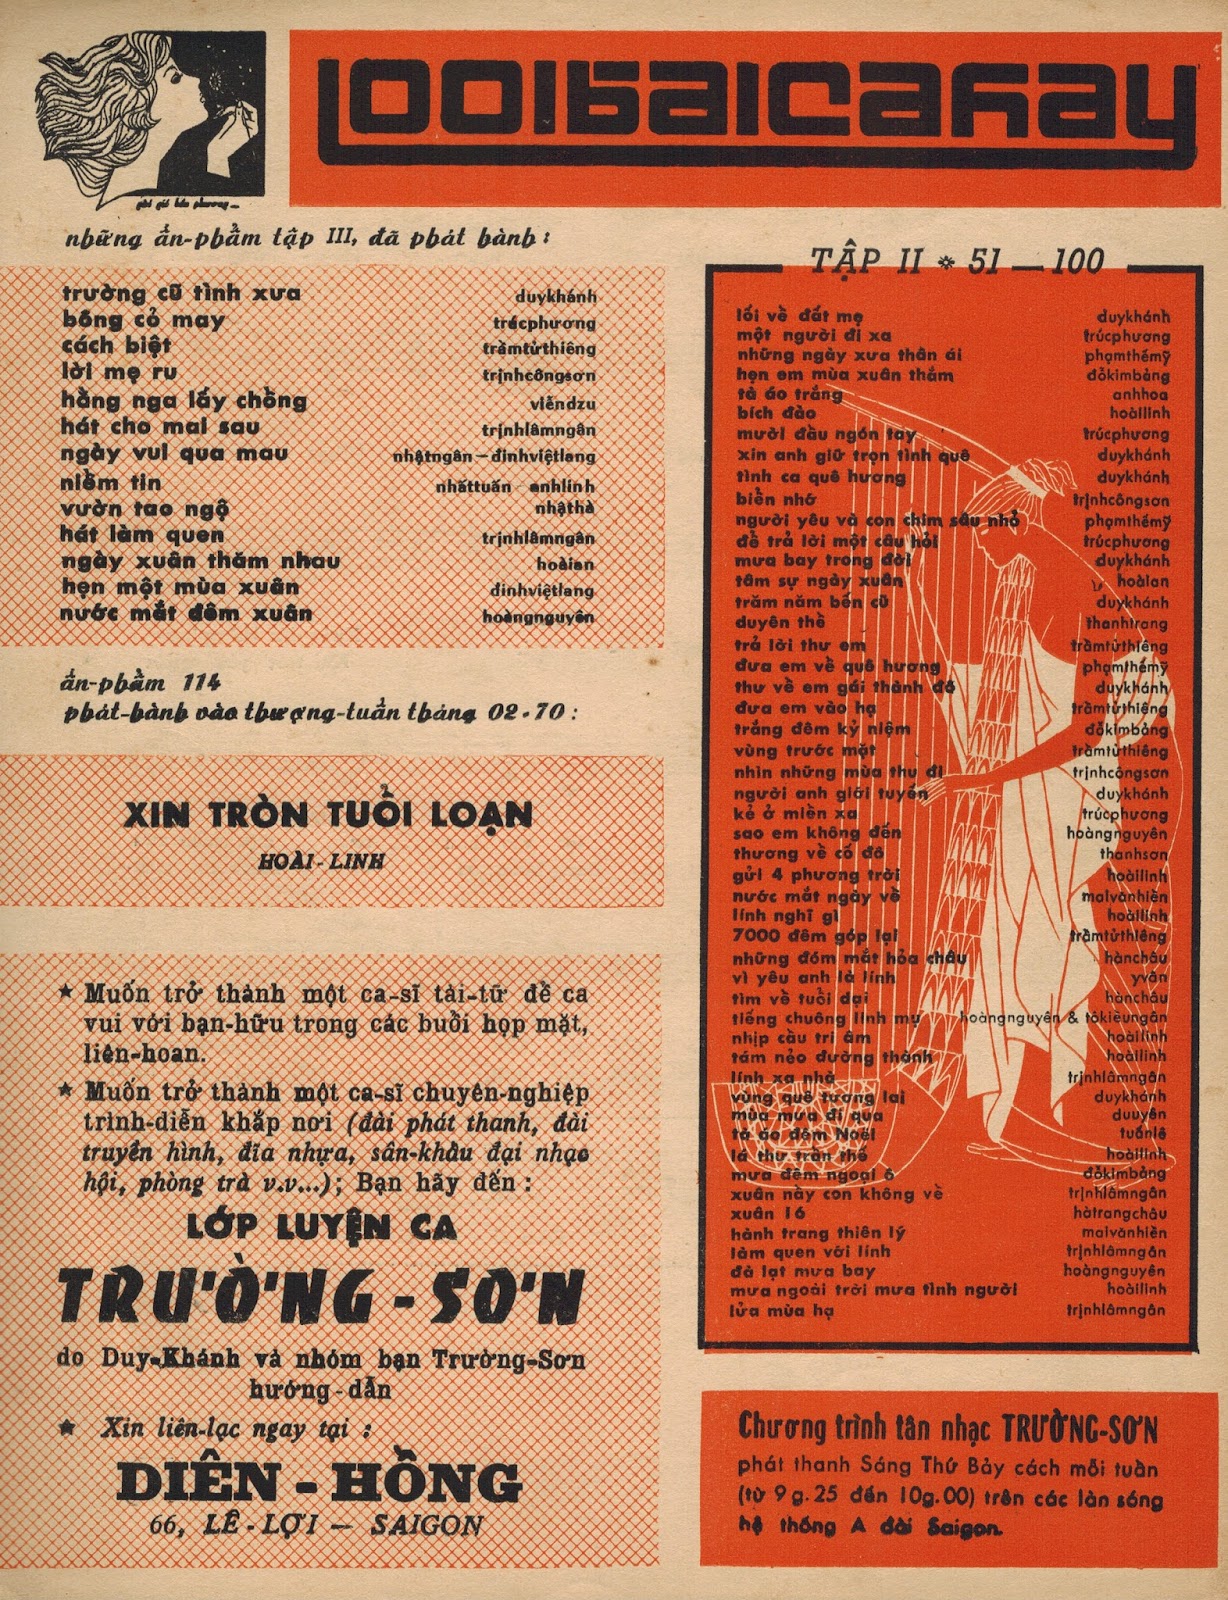 1001baicahay
gửi gió bốn phương...
những ấn-phẩm tập III, đã phát hành :
trường cũ tình xưa duykhánh
bông cỏ may trúcphương
cách biệt trầmtửthiêng
lời mẹ ru trịnhcôngsơn
hằng nga lấy chồng viễndzu
hát cho mai sau trịnhlâmngân
ngày vui qua mau nhậtngân-đinhviệtlang
niềm tin nhấttuấn anhlinh
vườn tao ngộ nhậthà
hát làm quen trịnhlâmngân
ngày xuân thăm nhau hoàian
hẹn một mùa xuân đinhviệtlang
nước mắt đêm xuân hoàngnguyên
ấn-phẩm 114
phát-hành vào thượng-tuần tháng 02.70 :
XIN TRÒN TUỔI LOẠN
HOÀI-LINH
★ Muốn trở thành một ca-sĩ tài-tử để ca
vui với bạn-hữu trong các buổi họp mặt,
liên-hoan.
★ Muốn trở thành một ca-sĩ chuyên-nghiệp
trình-diễn khắp nơi (đài phát thanh, đài
truyền hình, đĩa nhựa, sân-khấu đại nhạc
hội, phòng trà v.v...); Bạn hãy đến :
LỚP LUYỆN CA
TRƯỜNG-SƠN
do Duy-Khánh và nhóm bạn Trường-Sơn
hướng-dẫn
★ Xin liên-lạc ngay tại :
DIÊN-HỒNG
66, LÊ-LỢI — SAIGON
TẬP II * 51 — 100
lối về đất mẹ duykhánh
một người đi xa trúcphương
những ngày xưa thân ái phạmthếmỹ
hẹn em mùa xuân thắm đỗkimbảng
tà áo trắng anhhoa
bích đào hoàilinh
mười đầu ngón tay trúcphương
xin anh giữ trọn tình quê duykhánh
tình ca quê hương duykhánh
biển nhớ trịnhcôngsơn
người yêu và con chim sâu nhỏ phạmthếmỹ
để trả lời một câu hỏi trúcphương
mưa bay trong đời duykhánh
tâm sự ngày xuân hoàian
trăm năm bến cũ duykhánh
duyên thề thanhtrang
trả lời thư em trầmtửthiêng
đưa em về quê hương phạmthếmỹ
thư về em gái thành đô duykhánh
đưa em vào hạ trầmtửthiêng
trắng đêm kỷ niệm đỗkimbảng
vùng trước mặt trầmtửthiêng
nhìn những mùa thu đi trịnhcôngsơn
người anh giới tuyến duykhánh
kẻ ở miền xa trúcphương
sao em không đến hoàngnguyên
thương về cố đô thanhsơn
gửi 4 phương trời hoàilinh
nước mắt ngày về maivănhiền
lính nghĩ gì hoàilinh
7000 đêm góp lại trầmtửthiêng
những đóm mắt hỏa châu hànchâu
vì yêu anh là lính yvân
tìm về tuổi dại hànchâu
tiếng chuông linh mụ hoàngnguyên & tôkiềungân
nhịp cầu tri âm hoàilinh
tám nẻo đường thành hoàilinh
lính xa nhà trịnhlâmngân
vùng quê tương lai duykhánh
mùa mưa đi qua duuyên
tà áo đêm Noël tuấnlê
lá thư trần thế hoàilinh
mưa đêm ngoại ô đỗkimbảng
xuân này con không về trịnhlâmngân
xuân 16 hàtrangchâu
hành trang thiên lý maivănhiền
làm quen với lính trịnhlâmngân
đà lạt mưa bay hoàngnguyên
mưa ngoài trời mưa tình người hoàilinh
lửa mùa hạ trịnhlâmngân
Chương trình tân nhạc TRƯỜNG-SƠN
phát thanh Sáng Thứ Bảy cách mỗi tuần
(từ 9g.25 đến 10g.00) trên các làn sóng
hệ thống A đài Saigon.